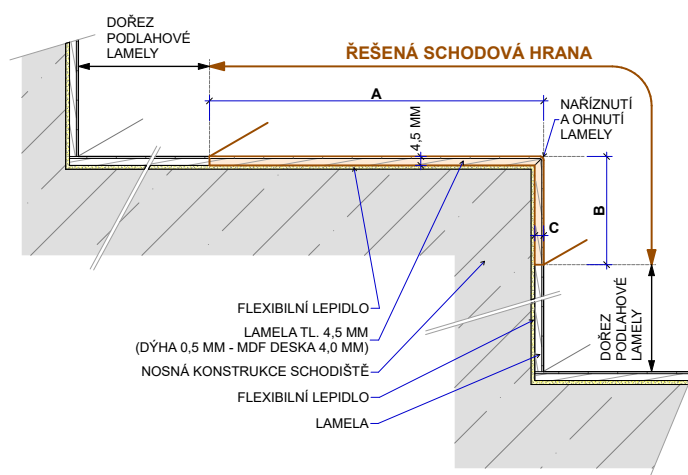 DOŘEZ
PODLAHOVÉ
LAMELY
ŘEŠENÁ SCHODOVÁ HRANA
A
NAŘÍZNUTÍ
A OHNUTÍ
LAMELY
4,5 MM
B
C
FLEXIBILNÍ LEPIDLO
LAMELA TL. 4,5 MM
(DÝHA 0,5 MM - MDF DESKA 4,0 MM)
NOSNÁ KONSTRUKCE SCHODIŠTĚ
FLEXIBILNÍ LEPIDLO
LAMELA
DOŘEZ
PODLAHOVÉ
LAMELY